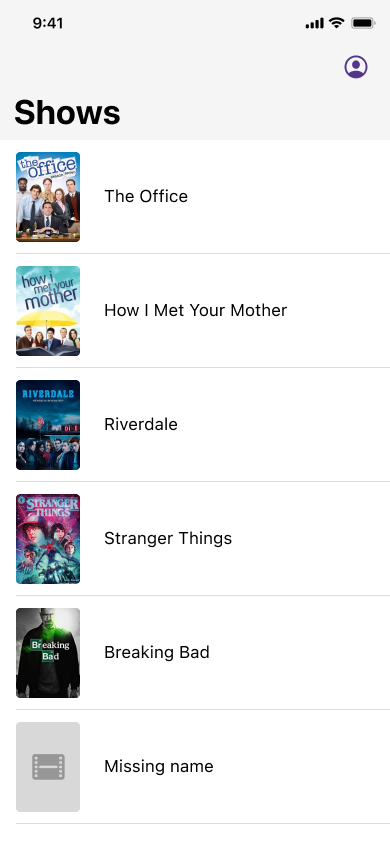 9:41
Shows
the
office
The Office
how i
met your
mother
How I Met Your Mother
RIVERDALE
Riverdale
STRANGER
THINGS
Stranger Things
Breaking
Bad
Breaking Bad
Missing name